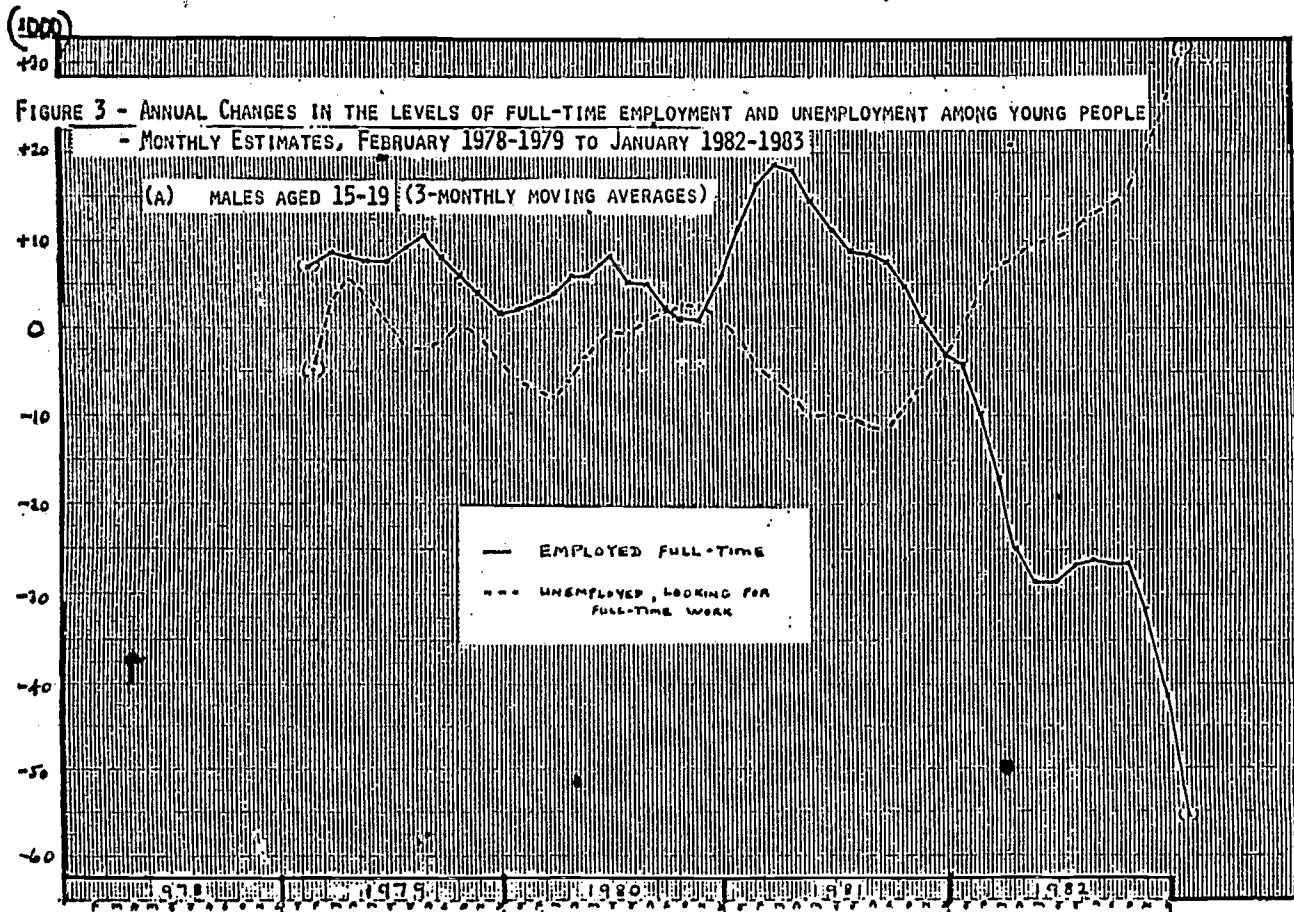 ('000)
+30
FIGURE 3 - ANNUAL CHANGES IN THE LEVELS OF FULL-TIME EMPLOYMENT AND UNEMPLOYMENT AMONG YOUNG PEOPLE
+20
- MONTHLY ESTIMATES, FEBRUARY 1978-1979 TO JANUARY 1982-1983
(A) MALES AGED 15-19 (3-MONTHLY MOVING AVERAGES)
+10
0
-10
-20
— EMPLOYED FULL-TIME
--- UNEMPLOYED, LOOKING FOR
FULL-TIME WORK
-30
-40
-50
-60
1978 1979 1980 1981 1982